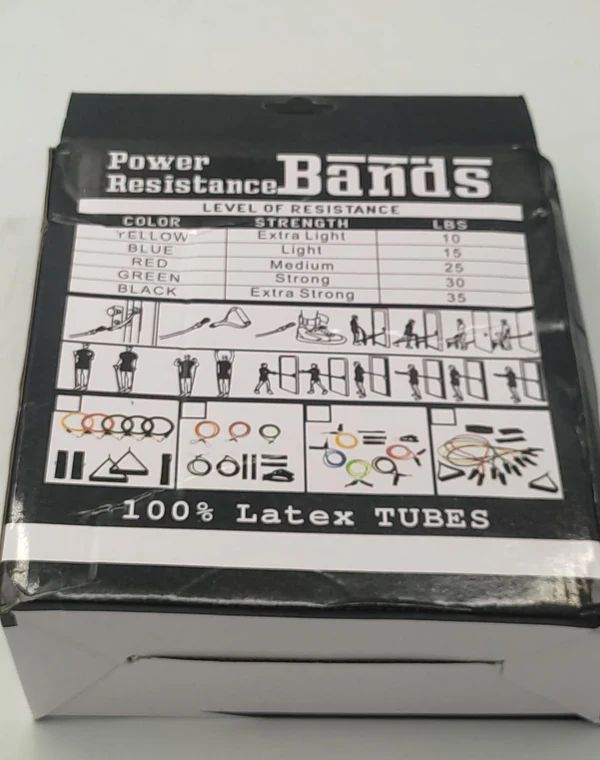 Power
Resistance Bands
LEVEL OF RESISTANCE
COLOR STRENGTH LBS
YELLOW Extra Light 10
BLUE Light 15
RED Medium 25
GREEN Strong 30
BLACK Extra Strong 35
100% Latex TUBES